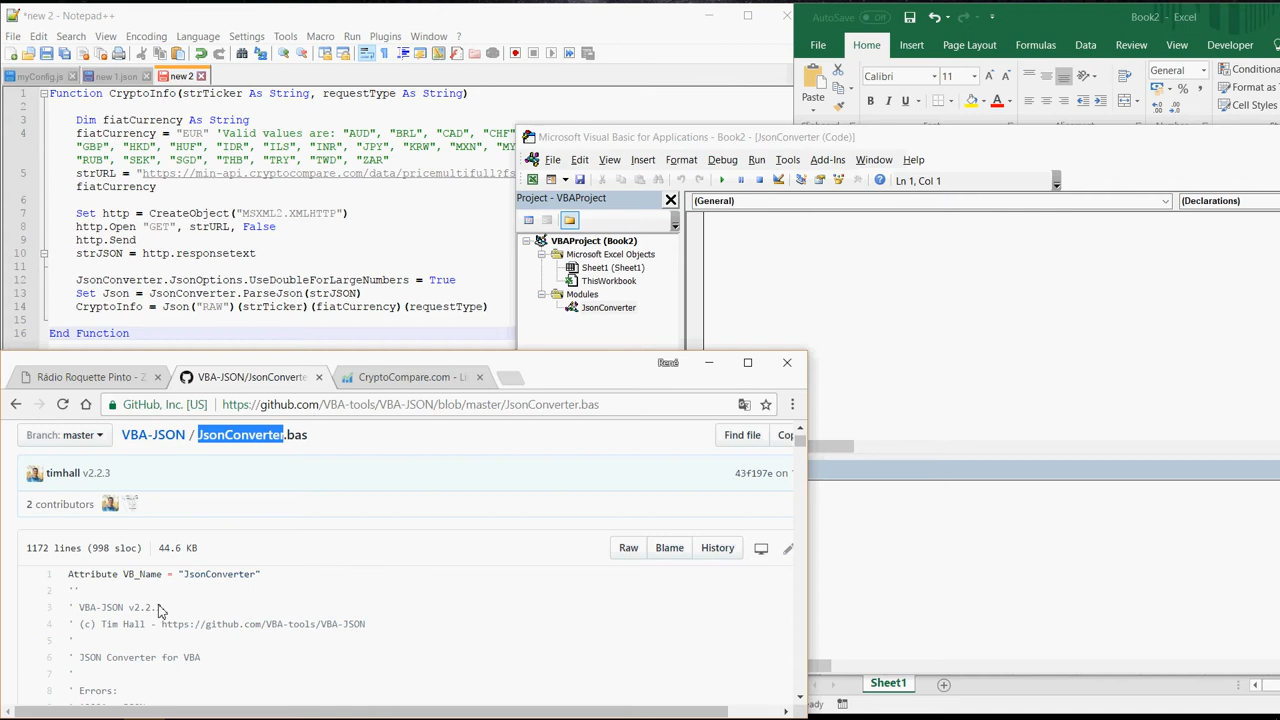 *new 2 - Notepad++
File Edit Search View Encoding Language Settings Tools Macro Run Plugins Window ?
myConfig.js new 1.json new 2
1 Function CryptoInfo(strTicker As String, requestType As String)
2
3 Dim fiatCurrency As String
4 fiatCurrency = "EUR" 'Valid values are: "AUD", "BRL", "CAD", "CHF"
"GBP", "HKD", "HUF", "IDR", "ILS", "INR", "JPY", "KRW", "MXN", "MY
"RUB", "SEK", "SGD", "THB", "TRY", "TWD", "ZAR"
5 strURL = "https://min-api.cryptocompare.com/data/pricemultifull?fs
fiatCurrency
6
7 Set http = CreateObject("MSXML2.XMLHTTP")
8 http.Open "GET", strURL, False
9 http.Send
10 strJSON = http.responsetext
11
12 JsonConverter.JsonOptions.UseDoubleForLargeNumbers = True
13 Set Json = JsonConverter.ParseJson(strJSON)
14 CryptoInfo = Json("RAW")(strTicker)(fiatCurrency)(requestType)
15
16 End Function
AutoSave Off Book2 - Excel
File Home Insert Page Layout Formulas Data Review View Developer
Paste Calibri 11 General
B I U A
Conditiona
Format as
Cell Styles
Clipboard
Microsoft Visual Basic for Applications - Book2 - [JsonConverter (Code)]
File Edit View Insert Format Debug Run Tools Add-Ins Window Help
Ln 1, Col 1
Project - VBAProject
(General) (Declarations)
VBAProject (Book2)
Microsoft Excel Objects
Sheet1 (Sheet1)
ThisWorkbook
Modules
JsonConverter
René
Rádio Roquette Pinto - 2 VBA-JSON/JsonConverte CryptoCompare.com - Li
GitHub, Inc. [US] https://github.com/VBA-tools/VBA-JSON/blob/master/JsonConverter.bas
Branch: master VBA-JSON / JsonConverter.bas Find file Cop
timhall v2.2.3 43f197e on
2 contributors
1172 lines (998 sloc) 44.6 KB Raw Blame History
1 Attribute VB_Name = "JsonConverter"
2 ''
3 ' VBA-JSON v2.2.
4 ' (c) Tim Hall - https://github.com/VBA-tools/VBA-JSON
5 '
6 ' JSON Converter for VBA
7 '
8 ' Errors:
Sheet1
eady